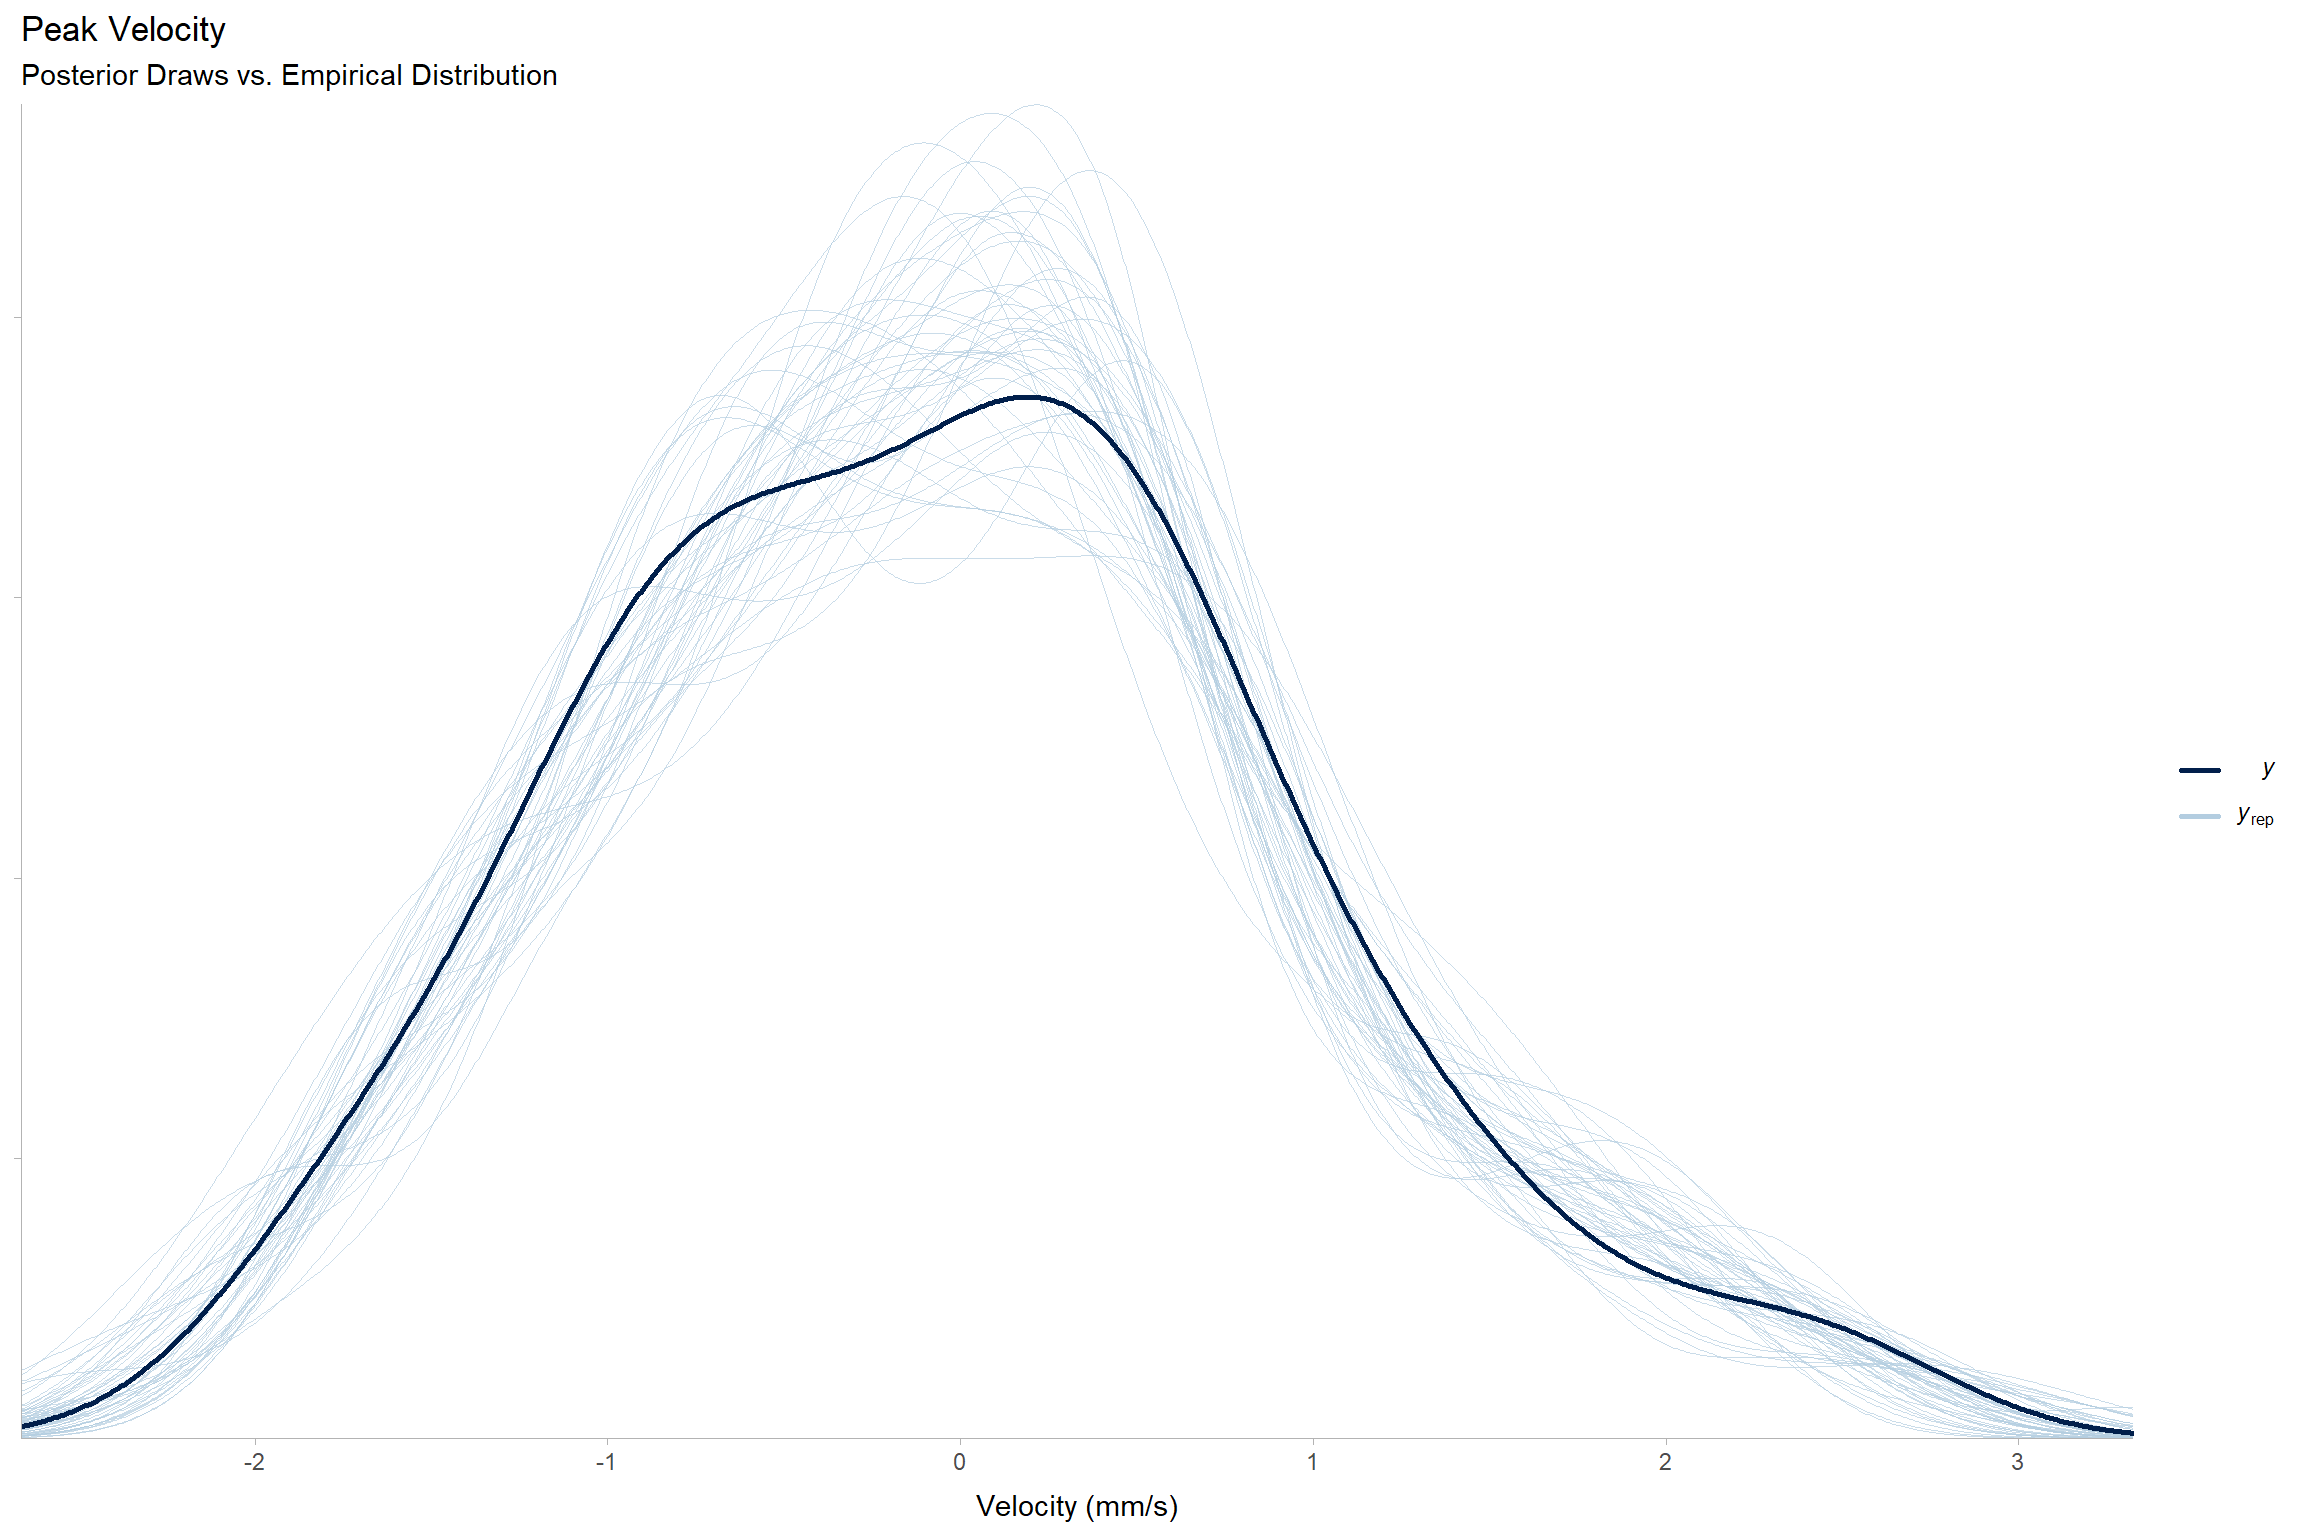 Peak Velocity
Posterior Draws vs. Empirical Distribution
y
yrep
-2 -1 0 1 2 3
Velocity (mm/s)